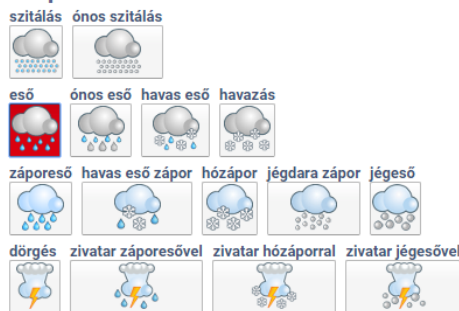 szitálás ónos szitálás
eső ónos eső havas eső havazás
záporeső havas eső zápor hózápor jégdara zápor jégeső
dörgés zivatar záporesővel zivatar hózáporral zivatar jégesővel